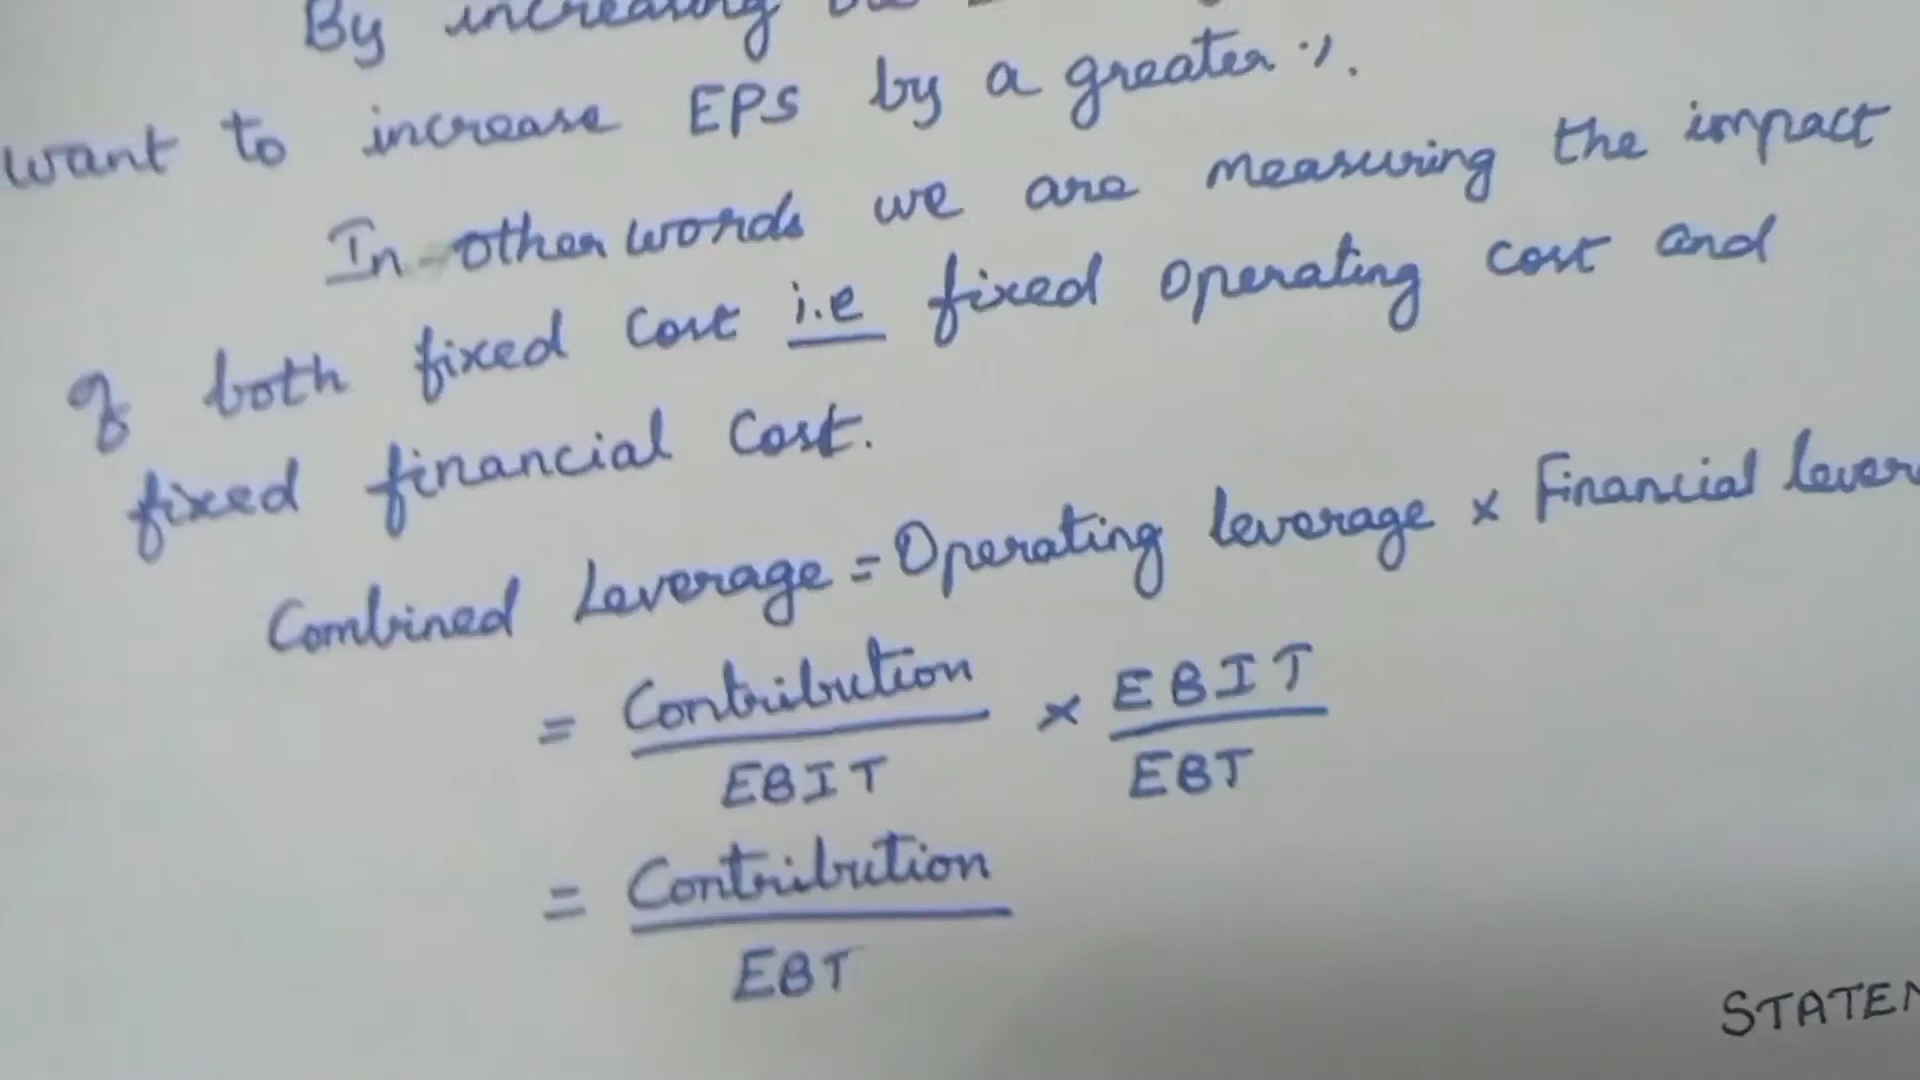 By increasing
want to increase EPS by a greater %.
In other words we are measuring the impact
of both fixed cost i.e fixed operating cost and
fixed financial cost.
Combined Leverage = Operating leverage × Financial lever
= Contribution / EBIT × EBIT / EBT
= Contribution / EBT
STATEM